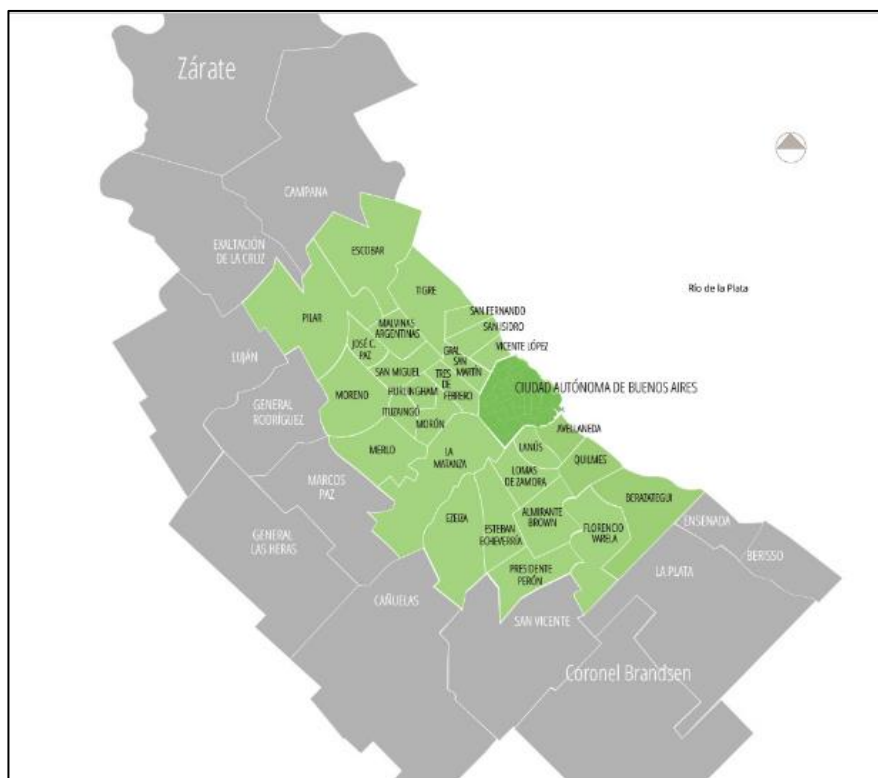 Zárate
CAMPANA
EXALTACIÓN
DE LA CRUZ
ESCOBAR
TIGRE
Río de la Plata
PILAR
SAN FERNANDO
SAN ISIDRO
MALVINAS
ARGENTINAS
VICENTE LÓPEZ
JOSÉ C.
PAZ
GRAL.
SAN
MARTÍN
LUJÁN
SAN MIGUEL
TRES
DE
FEBRERO
CIUDAD AUTÓNOMA DE BUENOS AIRES
HURLINGHAM
MORENO
GENERAL
RODRÍGUEZ
ITUZAINGÓ
MORÓN
AVELLANEDA
MERLO
LA
MATANZA
LANÚS
QUILMES
LOMAS
DE ZAMORA
MARCOS
PAZ
BERAZATEGUI
EZEIZA
ESTEBAN
ECHEVERRÍA
ALMIRANTE
BROWN
FLORENCIO
VARELA
ENSENADA
GENERAL
LAS HERAS
BERISSO
PRESIDENTE
PERÓN
LA PLATA
CAÑUELAS
SAN VICENTE
Coronel Brandsen